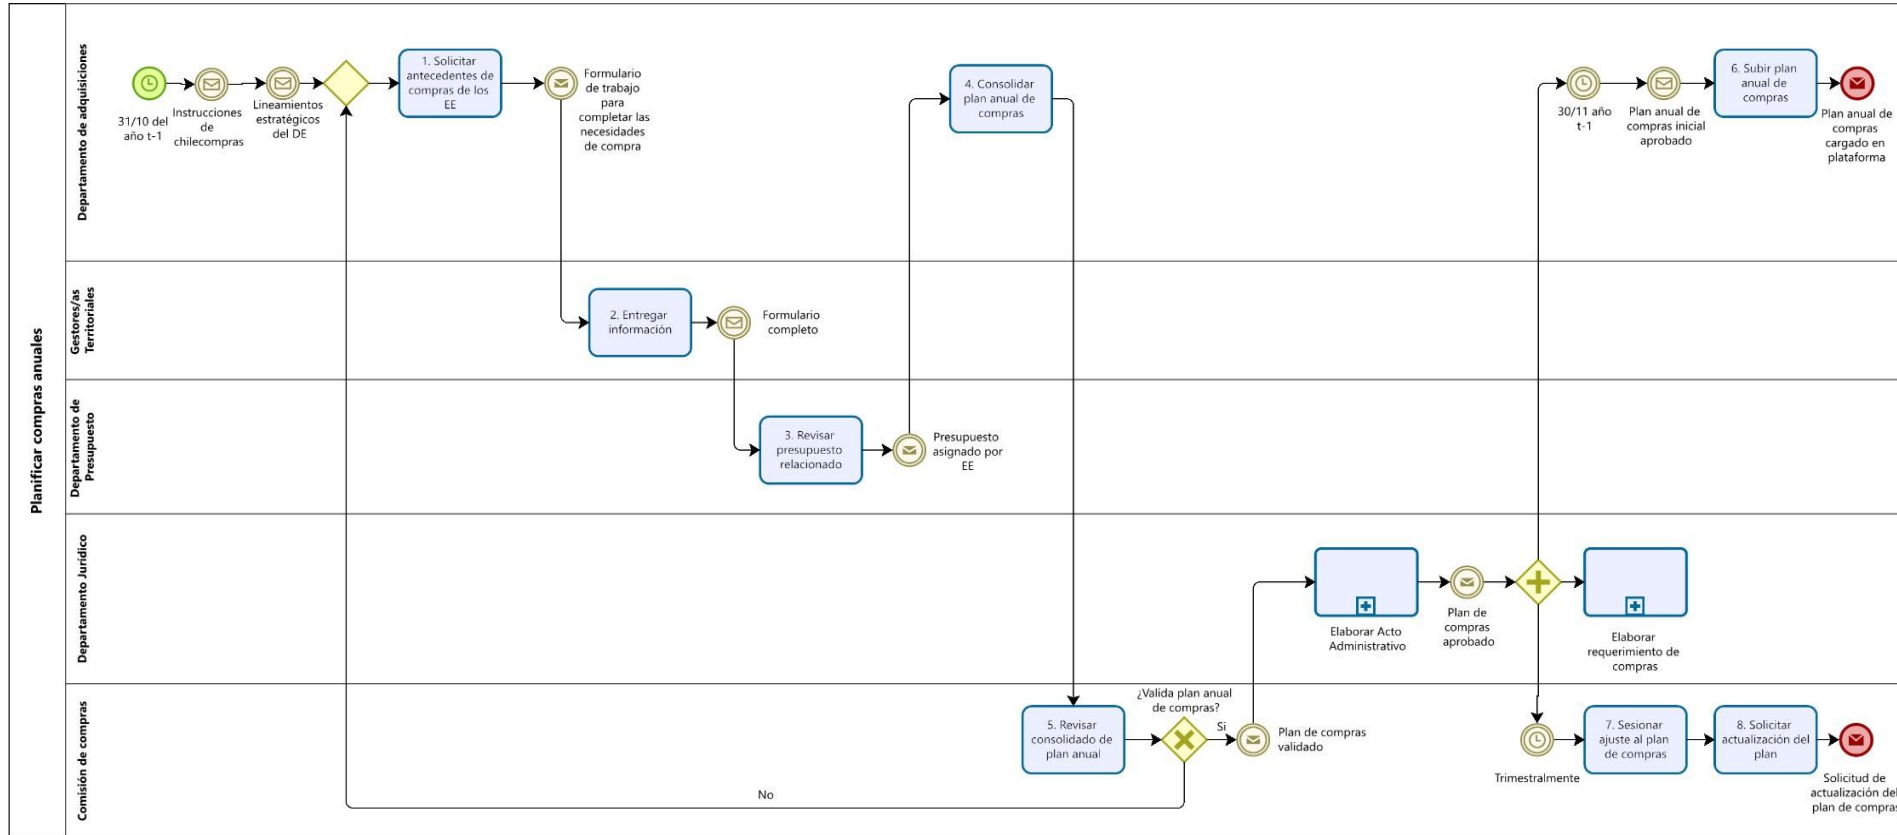 Planificar compras anuales
Departamento de adquisiciones
31/10 del
año t-1
Instrucciones
de
chilecompras
Lineamientos
estratégicos
del DE
1. Solicitar
antecedentes de
compras de los
EE
Formulario
de trabajo
para
completar las
necesidades
de compra
4. Consolidar
plan anual de
compras
30/11 año
t-1
Plan anual de
compras inicial
aprobado
6. Subir plan
anual de
compras
Plan anual de
compras
cargado en
plataforma
Gestores/as
Territoriales
2. Entregar
información
Formulario
completo
Departamento de
Presupuesto
3. Revisar
presupuesto
relacionado
Presupuesto
asignado por
EE
Departamento Jurídico
Elaborar Acto
Administrativo
Plan de
compras
aprobado
Elaborar
requerimiento de
compras
Comisión de compras
5. Revisar
consolidado de
plan anual
¿Valida plan anual
de compras?
Si
No
Plan de compras
validado
Trimestralmente
7. Sesionar
ajuste al plan
de compras
8. Solicitar
actualización del
plan
Solicitud de
actualización del
plan de compras